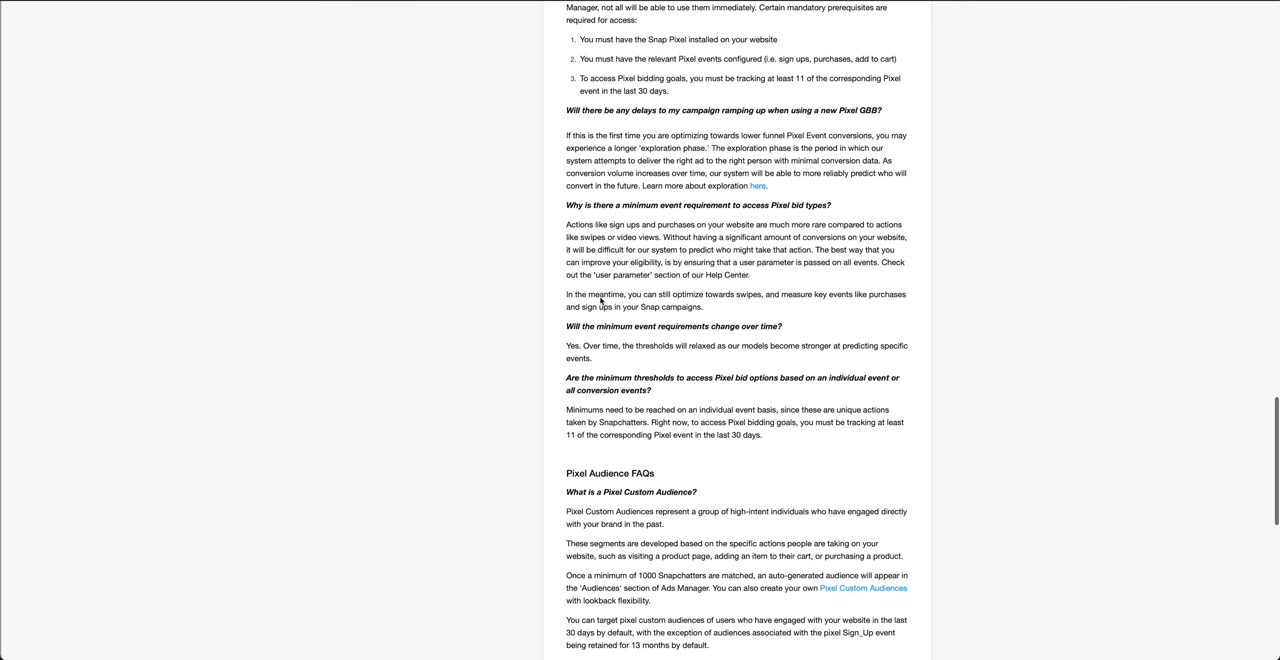 Manager, not all will be able to use them immediately. Certain mandatory prerequisites are
required for access:
1. You must have the Snap Pixel installed on your website
2. You must have the relevant Pixel events configured (i.e. sign ups, purchases, add to cart)
3. To access Pixel bidding goals, you must be tracking at least 11 of the corresponding Pixel
event in the last 30 days.
Will there be any delays to my campaign ramping up when using a new Pixel GBB?
If this is the first time you are optimizing towards lower funnel Pixel Event conversions, you may
experience a longer 'exploration phase.' The exploration phase is the period in which our
system attempts to deliver the right ad to the right person with minimal conversion data. As
conversion volume increases over time, our system will be able to more reliably predict who will
convert in the future. Learn more about exploration here.
Why is there a minimum event requirement to access Pixel bid types?
Actions like sign ups and purchases on your website are much more rare compared to actions
like swipes or video views. Without having a significant amount of conversions on your website,
it will be difficult for our system to predict who might take that action. The best way that you
can improve your eligibility, is by ensuring that a user parameter is passed on all events. Check
out the ‘user parameter’ section of our Help Center.
In the meantime, you can still optimize towards swipes, and measure key events like purchases
and sign ups in your Snap campaigns.
Will the minimum event requirements change over time?
Yes. Over time, the thresholds will relaxed as our models become stronger at predicting specific
events.
Are the minimum thresholds to access Pixel bid options based on an individual event or
all conversion events?
Minimums need to be reached on an individual event basis, since these are unique actions
taken by Snapchatters. Right now, to access Pixel bidding goals, you must be tracking at least
11 of the corresponding Pixel event in the last 30 days.
Pixel Audience FAQs
What is a Pixel Custom Audience?
Pixel Custom Audiences represent a group of high-intent individuals who have engaged directly
with your brand in the past.
These segments are developed based on the specific actions people are taking on your
website, such as visiting a product page, adding an item to their cart, or purchasing a product.
Once a minimum of 1000 Snapchatters are matched, an auto-generated audience will appear in
the 'Audiences' section of Ads Manager. You can also create your own Pixel Custom Audiences
with lookback flexibility.
You can target pixel custom audiences of users who have engaged with your website in the last
30 days by default, with the exception of audiences associated with the pixel Sign_Up event
being retained for 13 months by default.